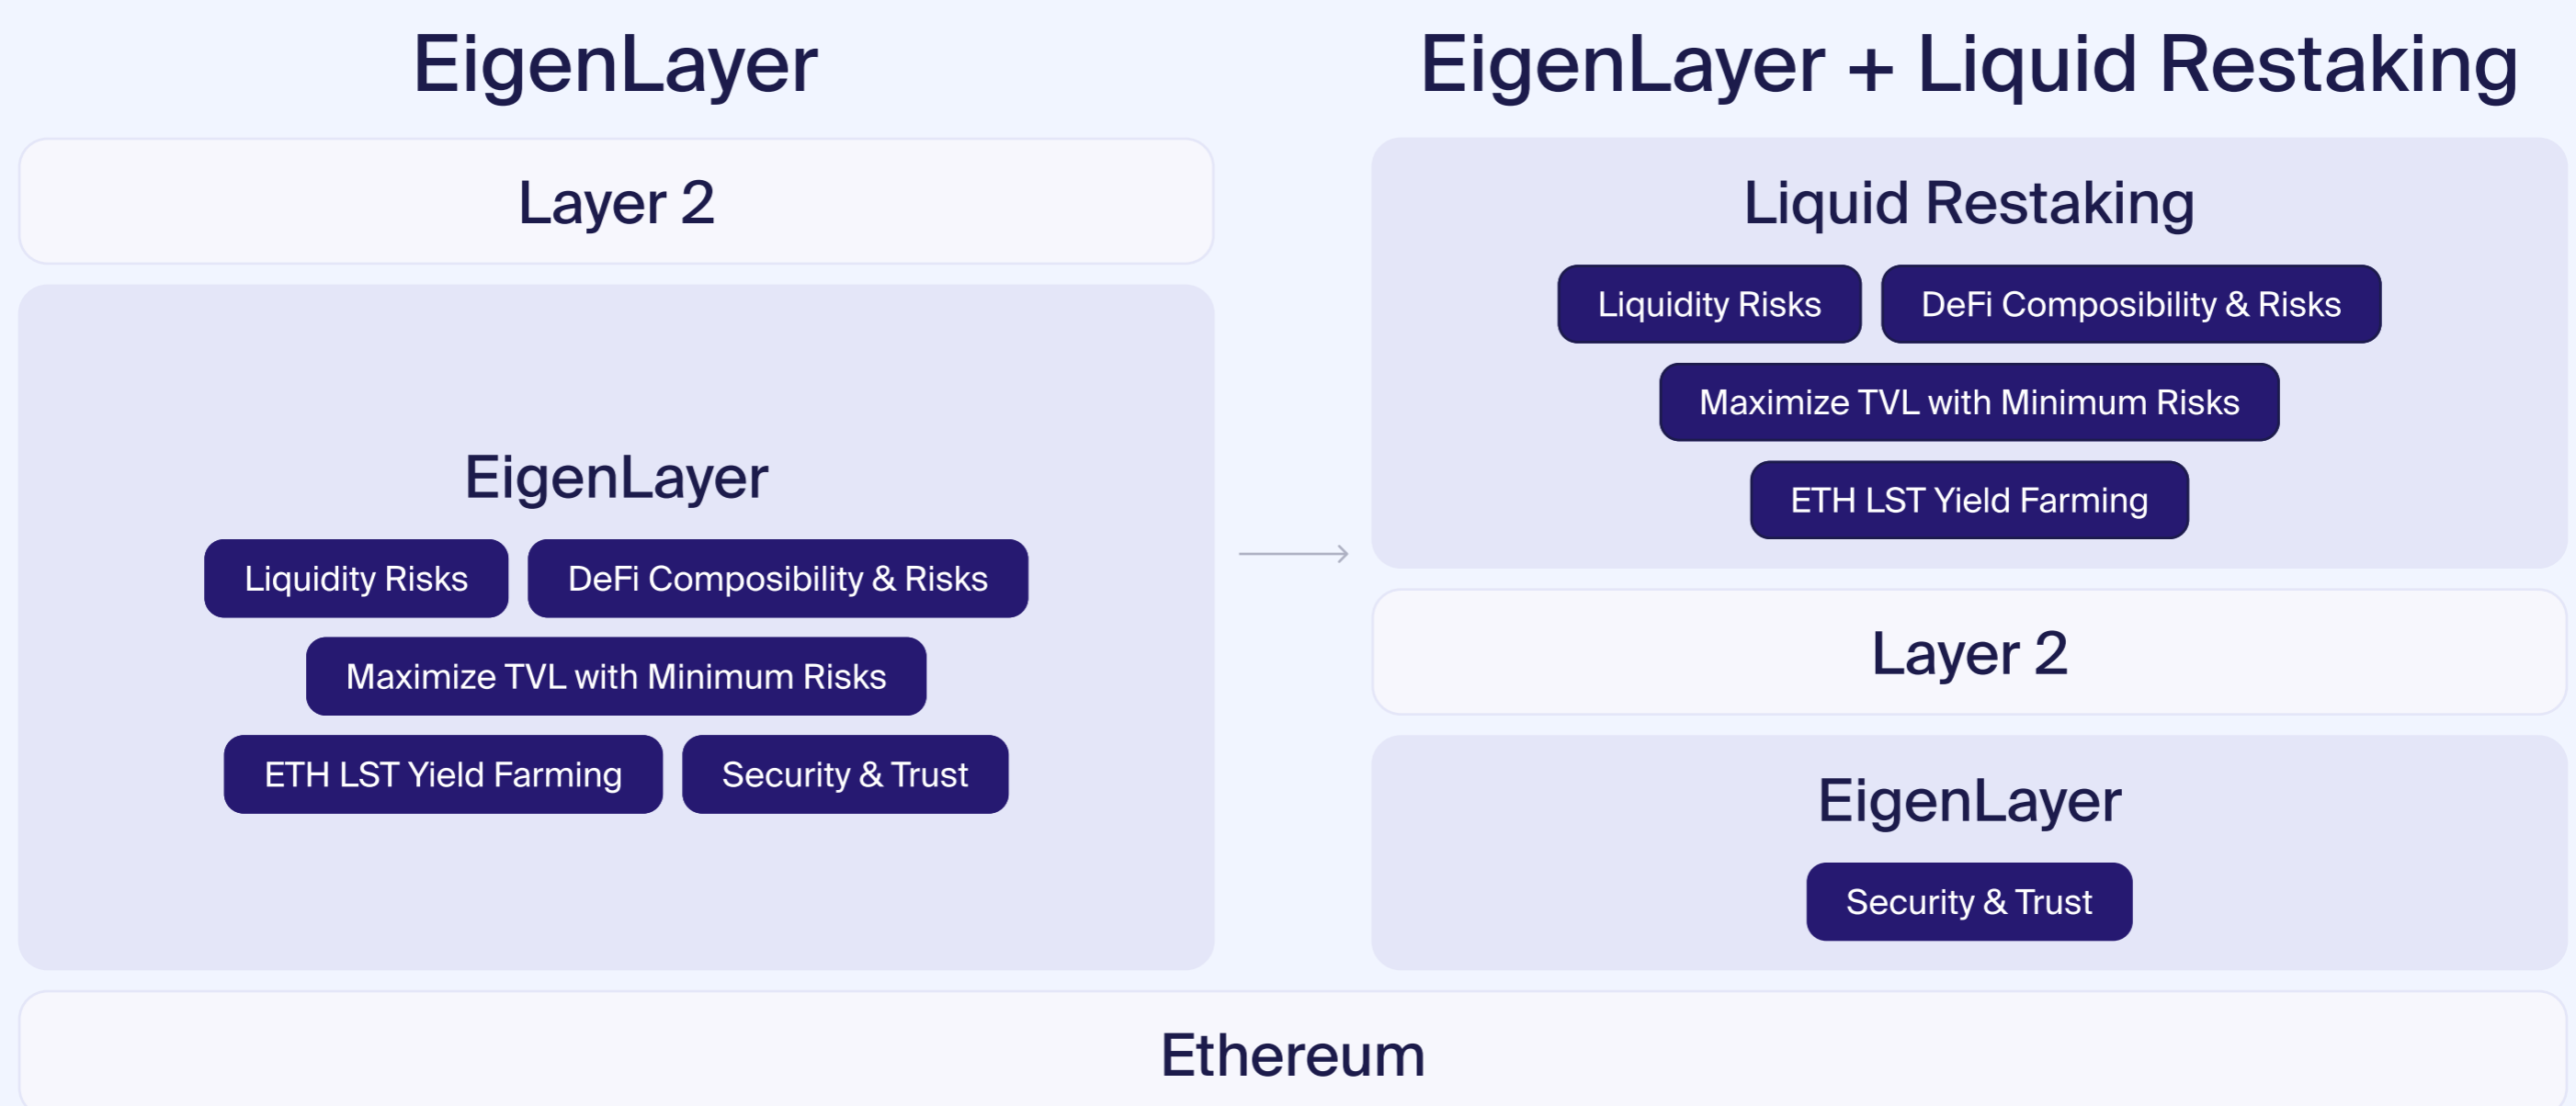 EigenLayer
Layer 2
EigenLayer
Liquidity Risks
DeFi Composibility & Risks
Maximize TVL with Minimum Risks
ETH LST Yield Farming
Security & Trust
EigenLayer + Liquid Restaking
Liquid Restaking
Liquidity Risks
DeFi Composibility & Risks
Maximize TVL with Minimum Risks
ETH LST Yield Farming
Layer 2
EigenLayer
Security & Trust
Ethereum